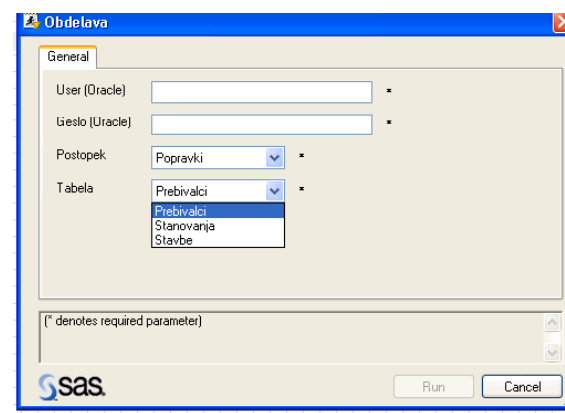 Obdelava
General
User (Oracle) *
Geslo (Oracle) *
Postopek Popravki *
Tabela Prebivalci *
Prebivalci
Stanovanja
Stavbe
(* denotes required parameter)
sas.
Run Cancel